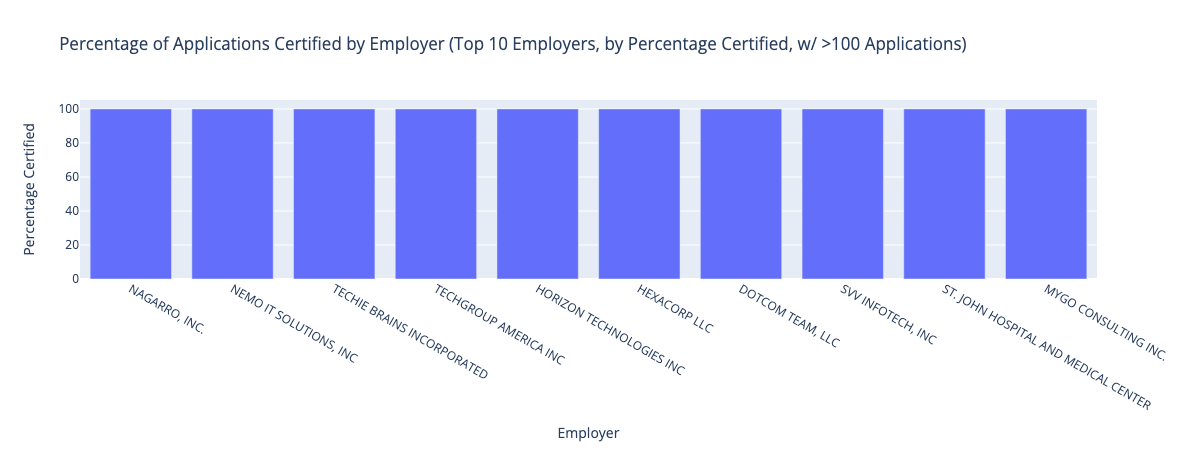 Percentage of Applications Certified by Employer (Top 10 Employers, by Percentage Certified, w/ >100 Applications)
Percentage Certified
100
80
60
40
20
0
NAGARRO, INC.
NEMO IT SOLUTIONS, INC
TECHIE BRAINS INCORPORATED
TECHGROUP AMERICA INC
HORIZON TECHNOLOGIES INC
HEXACORP LLC
DOTCOM TEAM, LLC
SVV INFOTECH, INC
ST. JOHN HOSPITAL AND MEDICAL CENTER
MYGO CONSULTING INC.
Employer